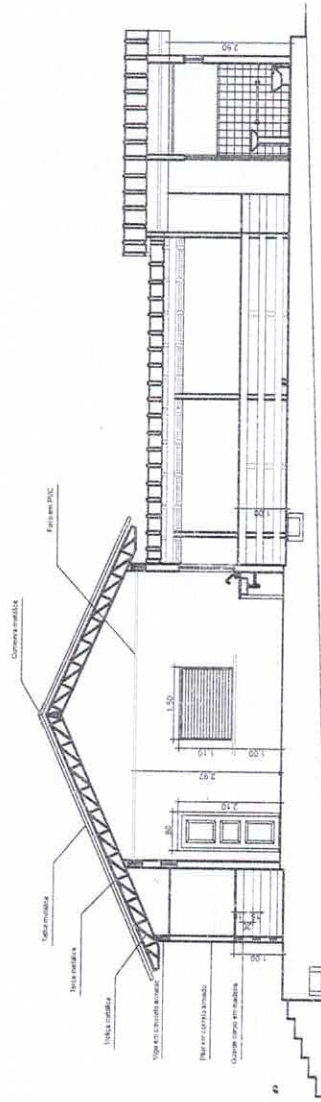 Cumeeira metálica
Forro em PVC
Telha metálica
Terça metálica
treliça metálica
Viga em concreto armado
Pilar em concreto armado
Guarda corpo em madeira
2.50
1.00
1.50
1.10
1.00
2.97
.80
2.10
1.00